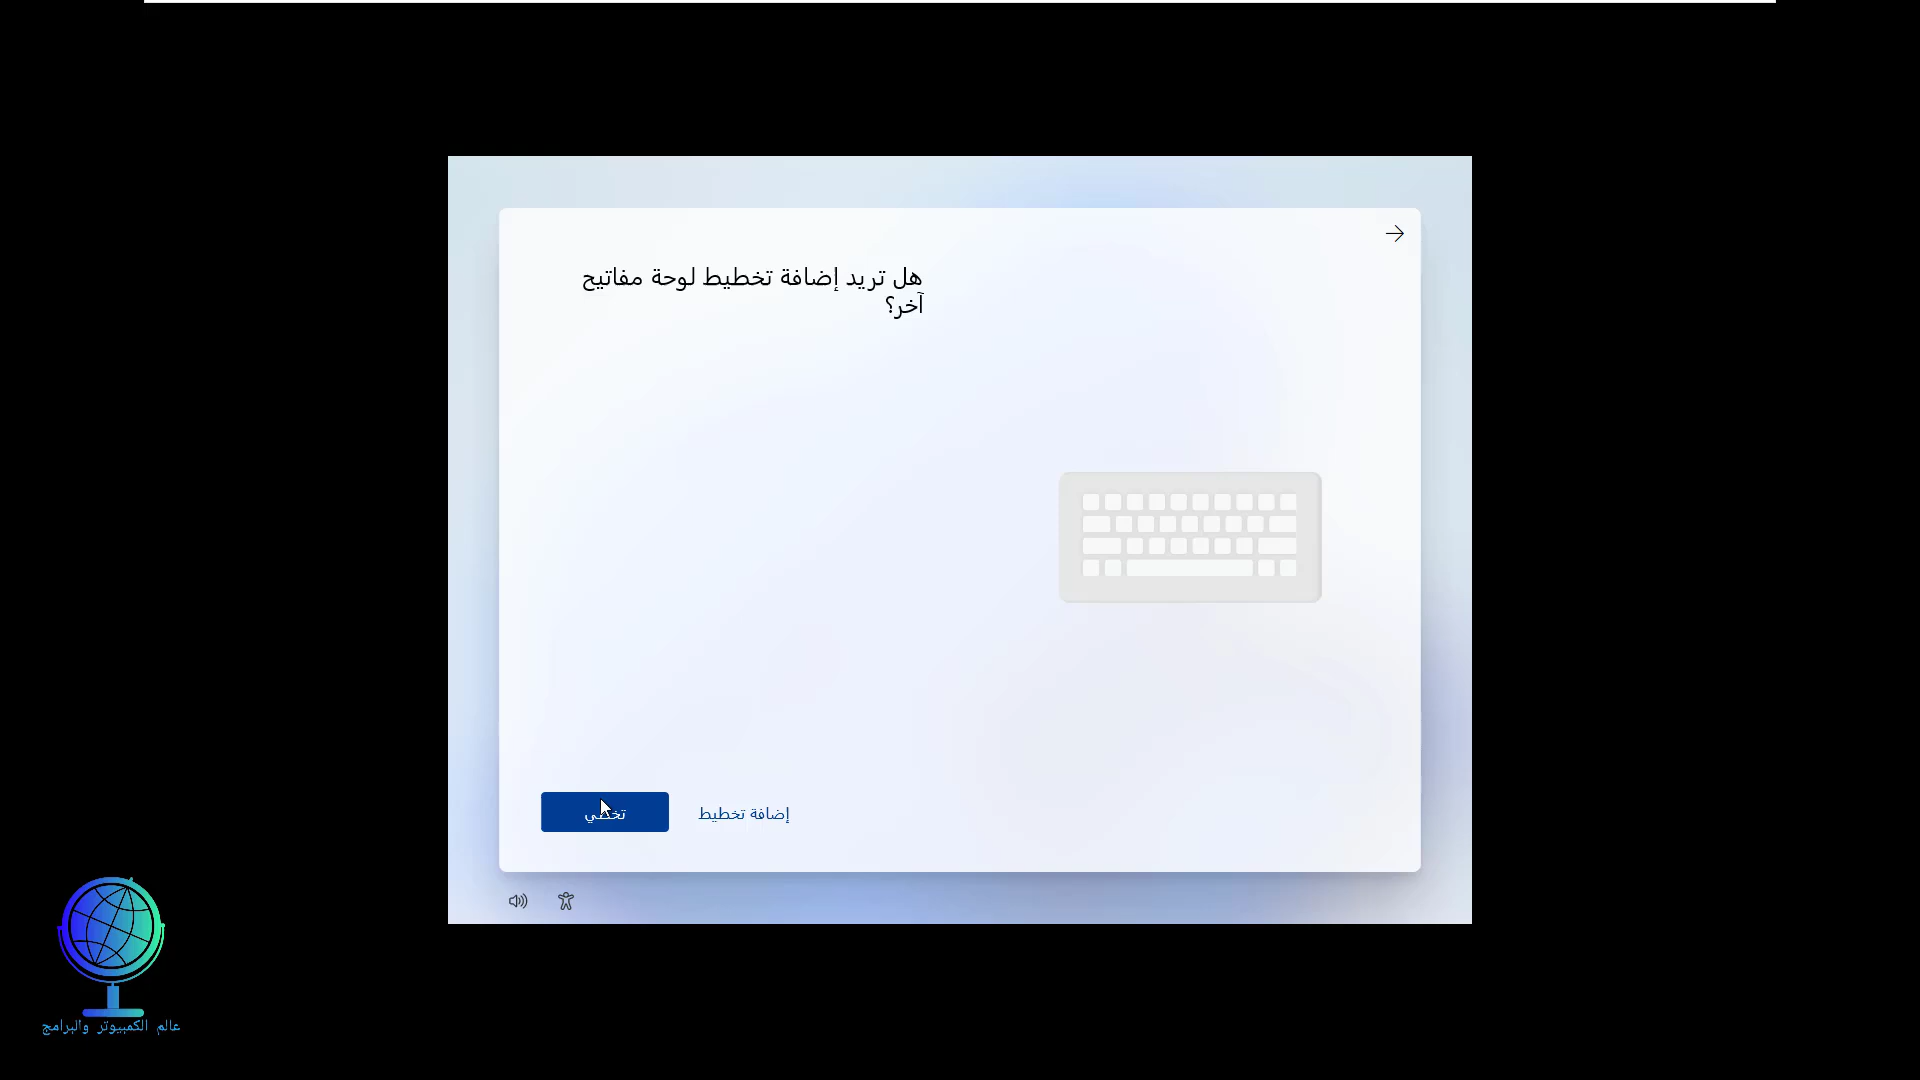 هل تريد إضافة تخطيط لوحة مفاتيح
آخر؟
إضافة تخطيط
تخطي
عالم الكمبيوتر والبرامج